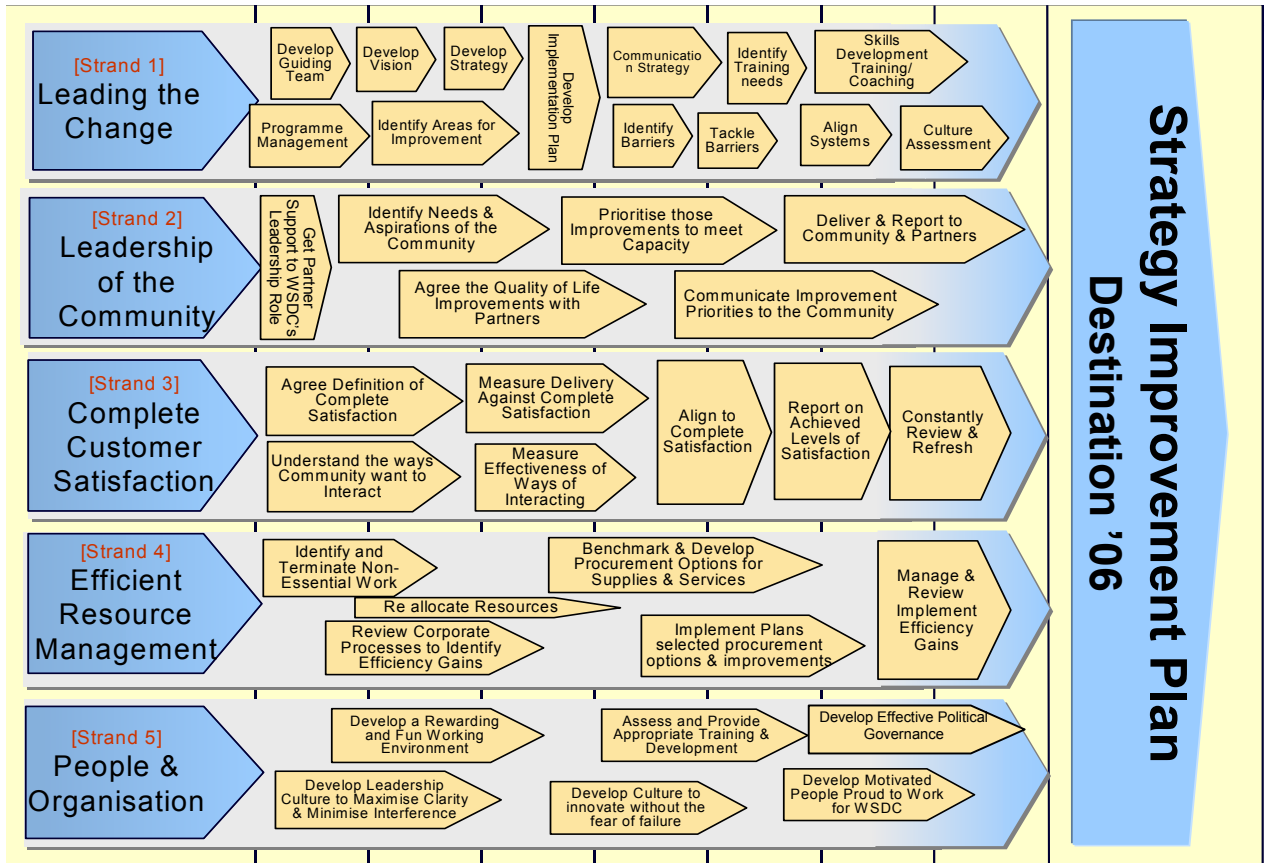 [Strand 1]
Leading the
Change
Develop
Guiding
Team
Develop
Vision
Develop
Strategy
Develop
Implementation Plan
Communicatio
n Strategy
Identify
Training
needs
Skills
Development
Training/
Coaching
Programme
Management
Identify Areas for
Improvement
Identify
Barriers
Tackle
Barriers
Align
Systems
Culture
Assessment
[Strand 2]
Leadership
of the
Community
Get Partner
Support to WSDC's
Leadership Role
Identify Needs &
Aspirations of the
Community
Prioritise those
Improvements to meet
Capacity
Deliver & Report to
Community & Partners
Agree the Quality of Life
Improvements with
Partners
Communicate Improvement
Priorities to the Community
[Strand 3]
Complete
Customer
Satisfaction
Agree Definition of
Complete
Satisfaction
Measure Delivery
Against Complete
Satisfaction
Understand the ways
Community want to
Interact
Measure
Effectiveness of
Ways of
Interacting
Align to
Complete
Satisfaction
Report on
Achieved
Levels of
Satisfaction
Constantly
Review &
Refresh
[Strand 4]
Efficient
Resource
Management
Identify and
Terminate Non-
Essential Work
Re allocate Resources
Review Corporate
Processes to Identify
Efficiency Gains
Benchmark & Develop
Procurement Options for
Supplies & Services
Implement Plans
selected procurement
options & improvements
Manage &
Review
Implement
Efficiency
Gains
[Strand 5]
People &
Organisation
Develop a Rewarding
and Fun Working
Environment
Assess and Provide
Appropriate Training &
Development
Develop Effective Political
Governance
Develop Leadership
Culture to Maximise Clarity
& Minimise Interference
Develop Culture to
innovate without the
fear of failure
Develop Motivated
People Proud to Work
for WSDC
Strategy Improvement Plan
Destination '06